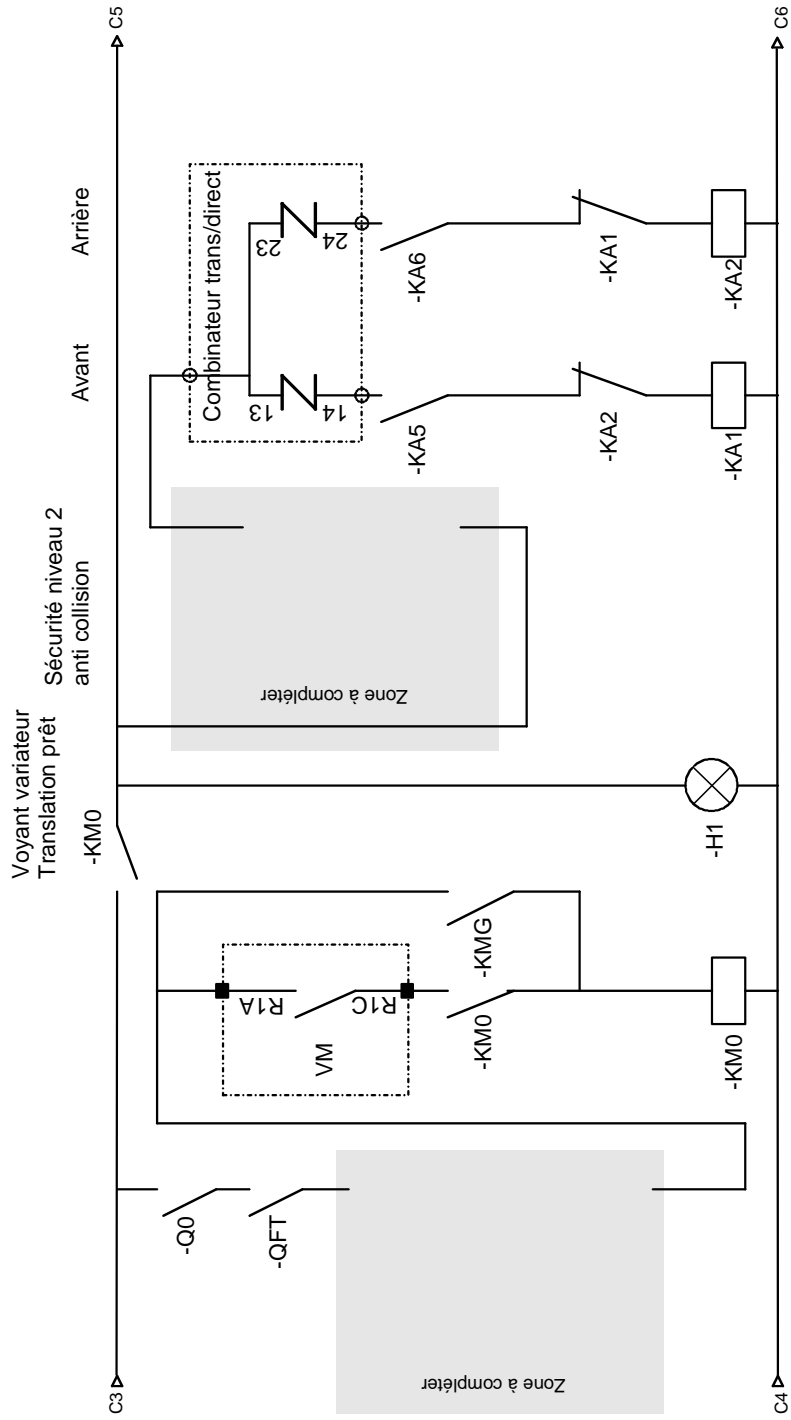 C3
C4
-Q0
-QFT
Zone à compléter
R1A
R1C
VM
-KM0
-KMG
-KM0
Voyant variateur
Translation prêt
-KM0
-H1
Sécurité niveau 2
anti collision
Zone à compléter
Avant
Arrière
Combinateur trans/direct
13
14
23
24
-KA5
-KA6
-KA2
-KA1
-KA1
-KA2
C5
C6